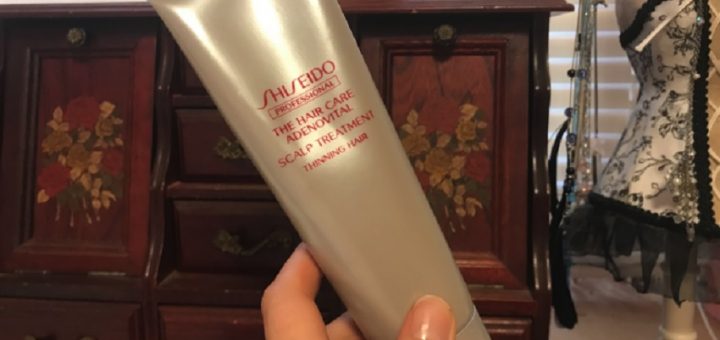 SHISEIDO
PROFESSIONAL
THE HAIR CARE
ADENOVITAL
SCALP TREATMENT
THINNING HAIR